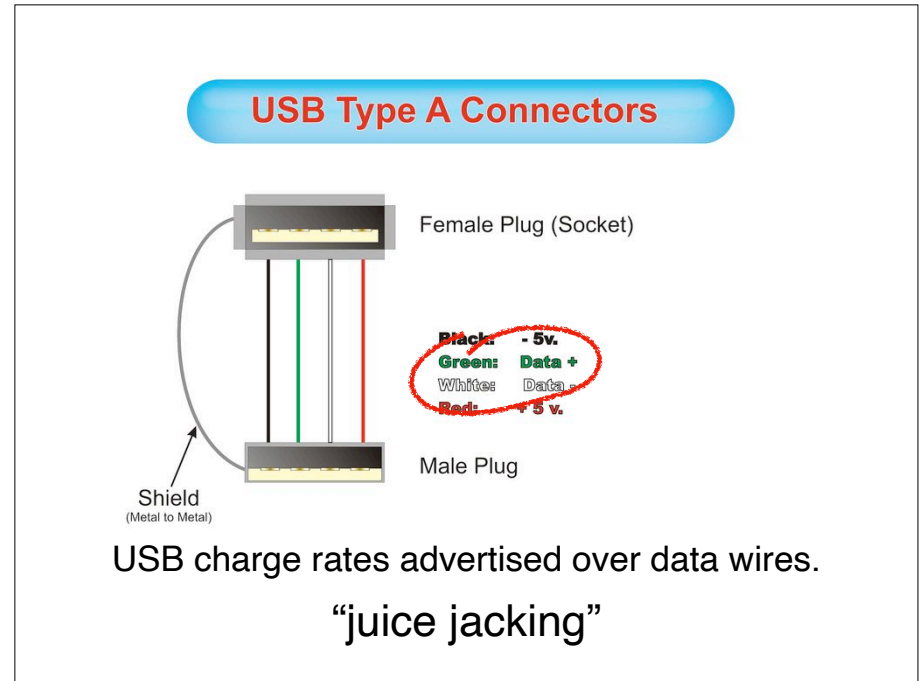 USB Type A Connectors
Female Plug (Socket)
Black: - 5v.
Green: Data +
White: Data -
Red: + 5 v.
Male Plug
Shield
(Metal to Metal)
USB charge rates advertised over data wires.
“juice jacking”